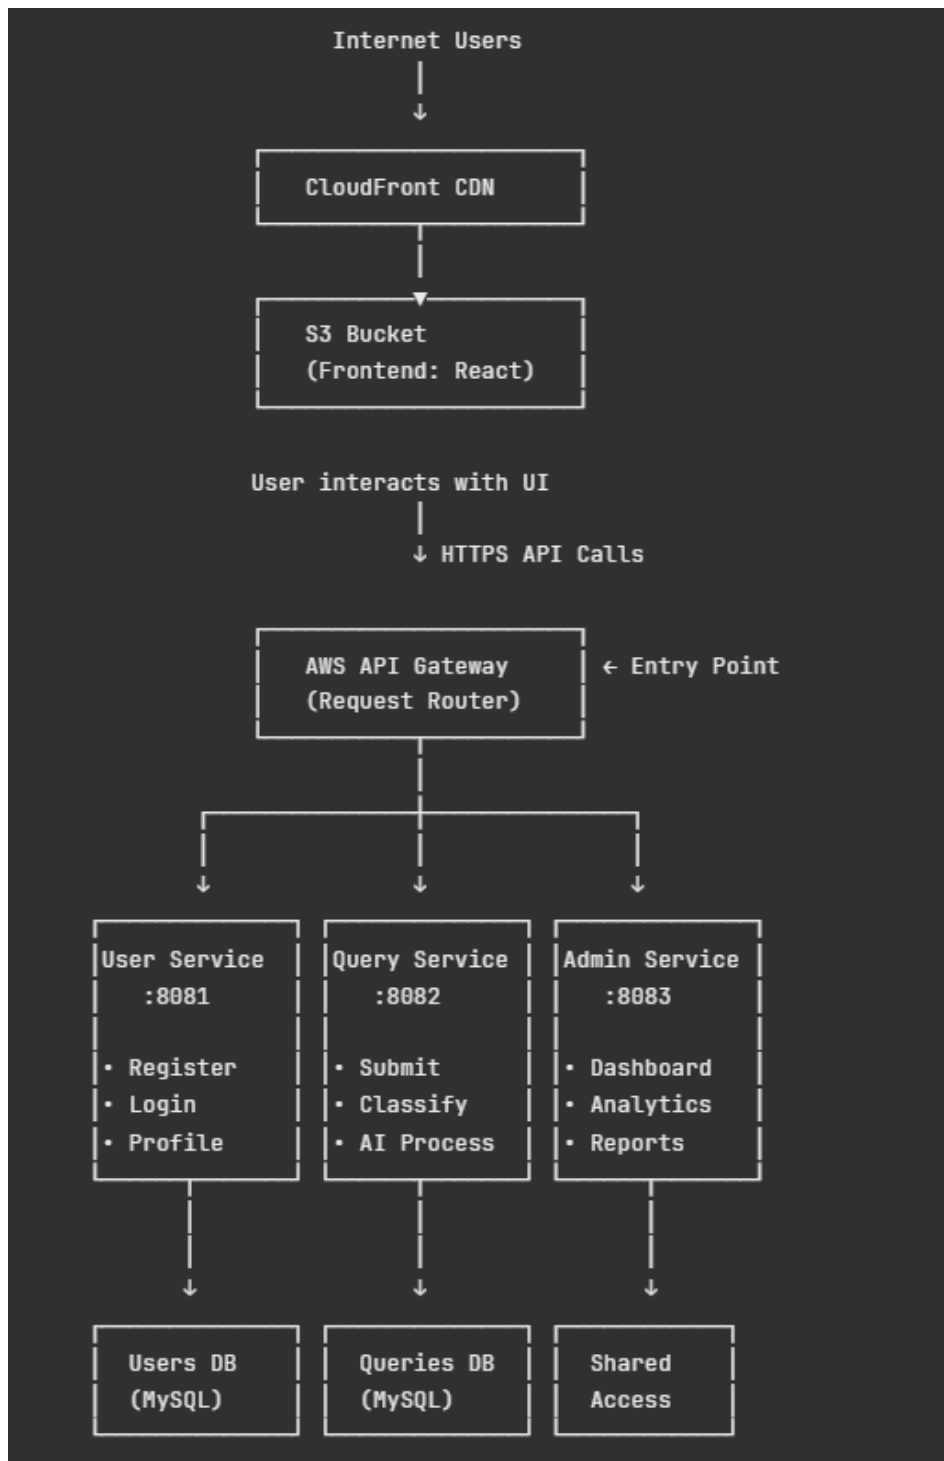 Internet Users
CloudFront CDN
S3 Bucket
(Frontend: React)
User interacts with UI
↓ HTTPS API Calls
AWS API Gateway ← Entry Point
(Request Router)
User Service Query Service Admin Service
:8081 :8082 :8083
• Register • Submit • Dashboard
• Login • Classify • Analytics
• Profile • AI Process • Reports
Users DB Queries DB Shared
(MySQL) (MySQL) Access